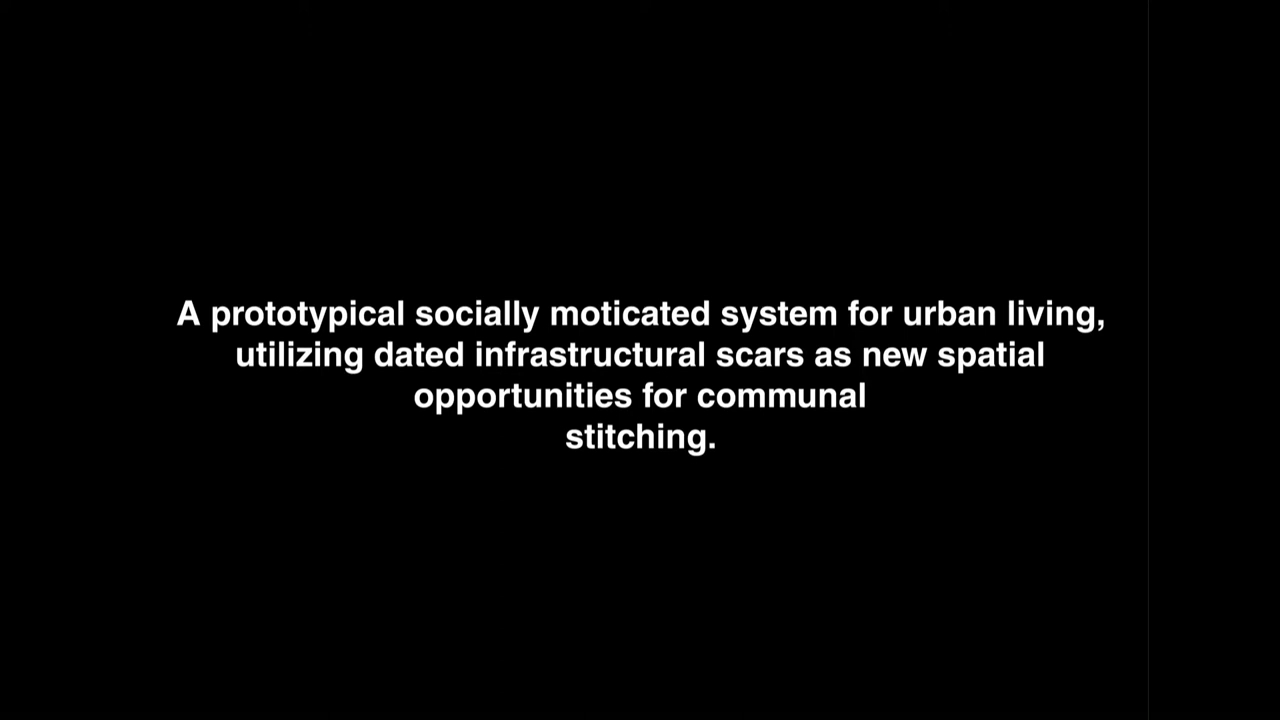 A prototypical socially moticated system for urban living,
utilizing dated infrastructural scars as new spatial
opportunities for communal
stitching.